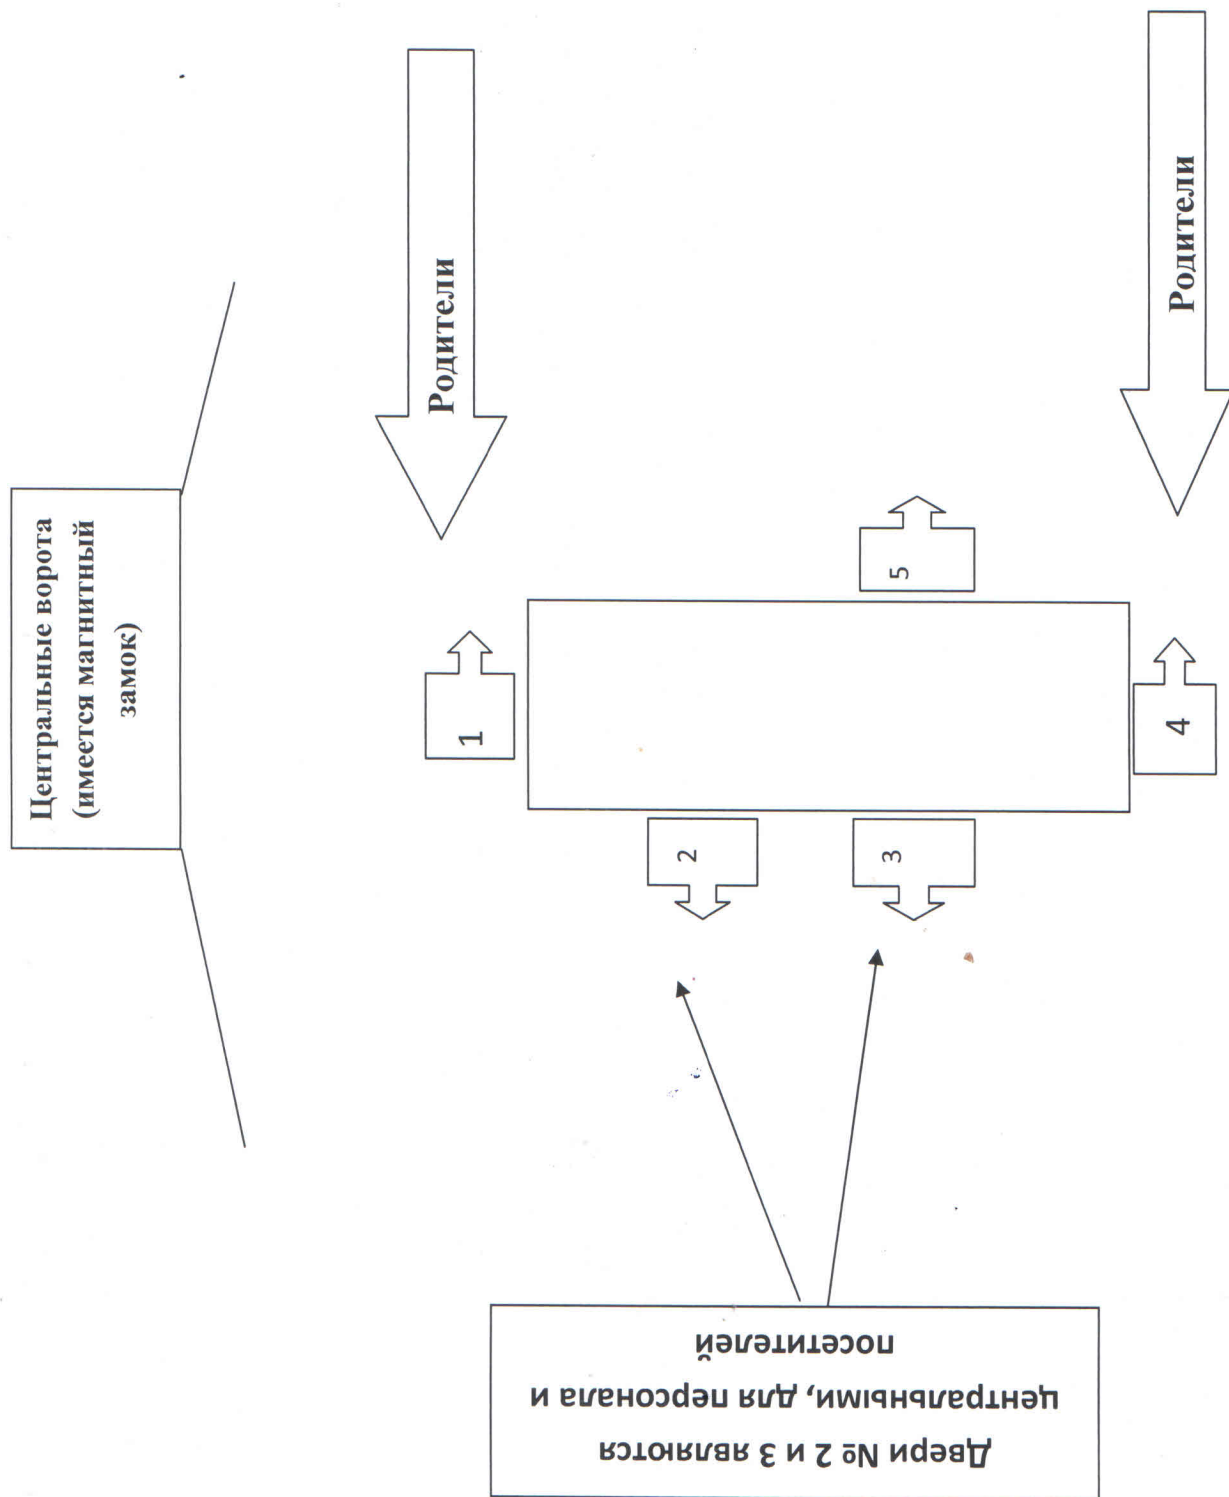 Центральные ворота
(имеется магнитный
замок)
Родители
Родители
1
2
3
4
5
Двери № 2 и 3 являются
центральными, для персонала и
посетителей